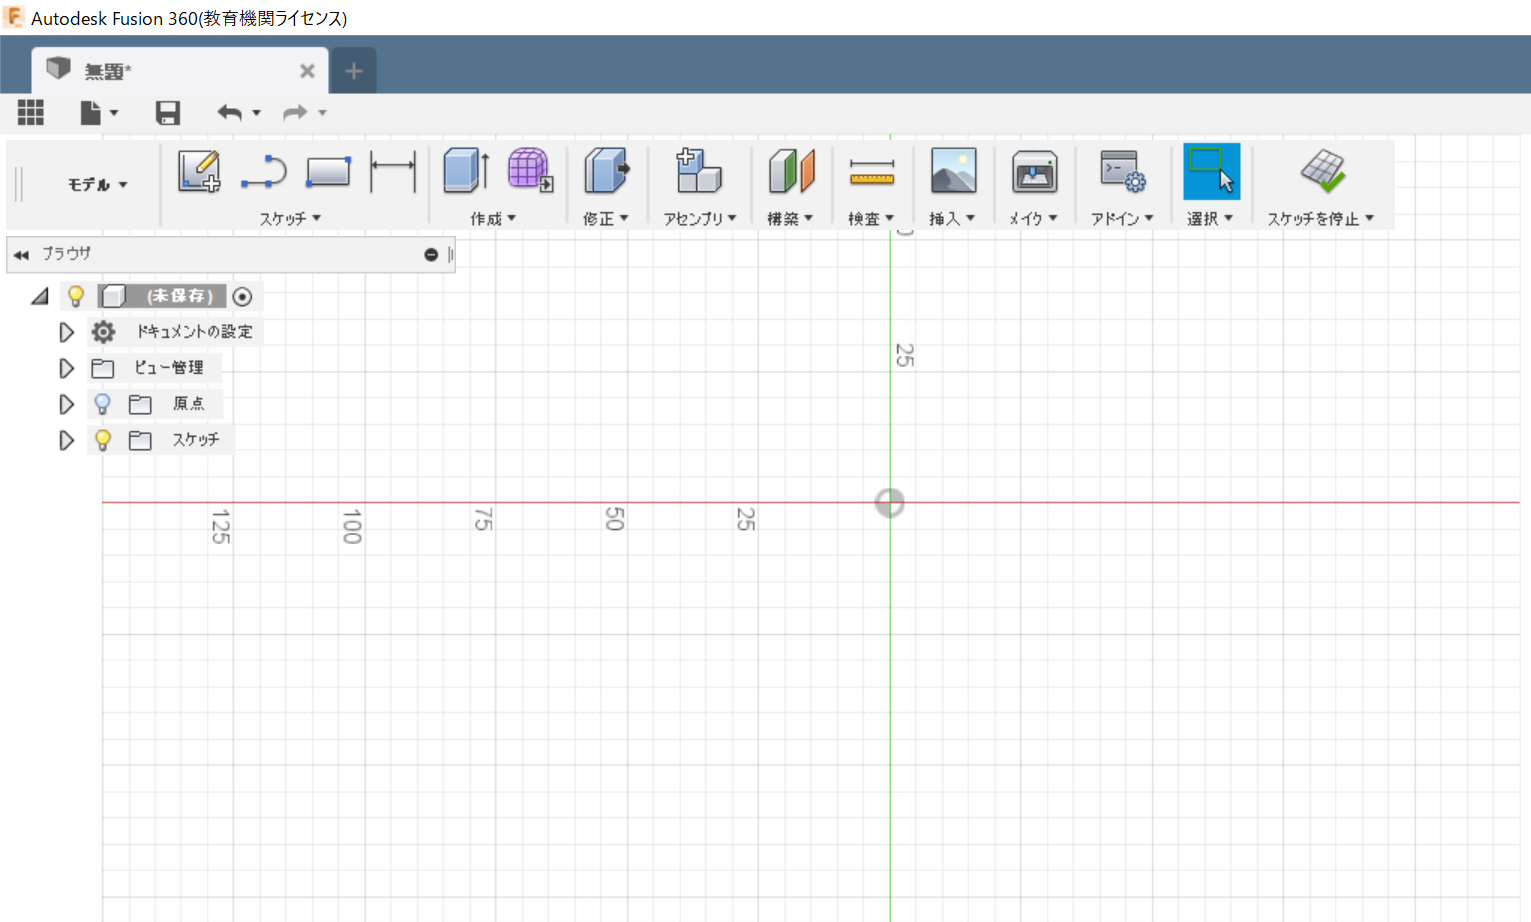 Autodesk Fusion 360(教育機関ライセンス)
無題*
モデル
スケッチ
作成
修正
アセンブリ
構築
検査
挿入
メイク
アドイン
選択
スケッチを停止
ブラウザ
(未保存)
ドキュメントの設定
ビュー管理
原点
スケッチ
25
125
100
75
50
25